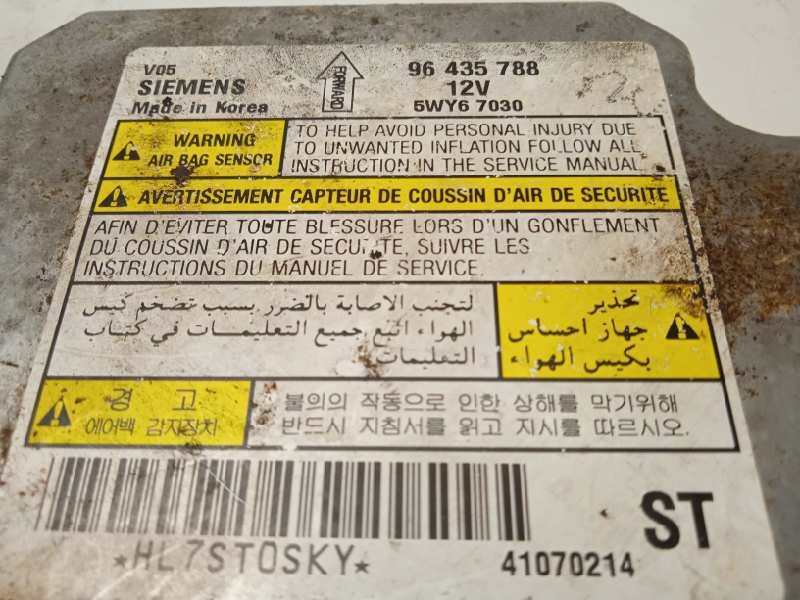 V05
SIEMENS
Made in Korea
FORWARD
96 435 788
12V
5WY6 7030
WARNING
AIR BAG SENSOR
TO HELP AVOID PERSONAL INJURY DUE
TO UNWANTED INFLATION FOLLOW ALL
INSTRUCTION IN THE SERVICE MANUAL
AVERTISSEMENT CAPTEUR DE COUSSIN D'AIR DE SECURITE
AFIN D'EVITER TOUTE BLESSURE LORS D'UN GONFLEMENT
DU COUSSIN D'AIR DE SECURITE, SUIVRE LES
INSTRUCTIONS DU MANUEL DE SERVICE.
تحذير
جهاز احساس
بكيس الهواء
لتجنب الاصابة بالضرر بسبب تضخم كيس
الهواء اتبع جميع التعليمات في كتاب
التعليمات
경 고
에어백 감지장치
불의의 작동으로 인한 상해를 막기위해
반드시 지침서를 읽고 지시를 따르시오.
*HL7ST0SKY*
ST
41070214